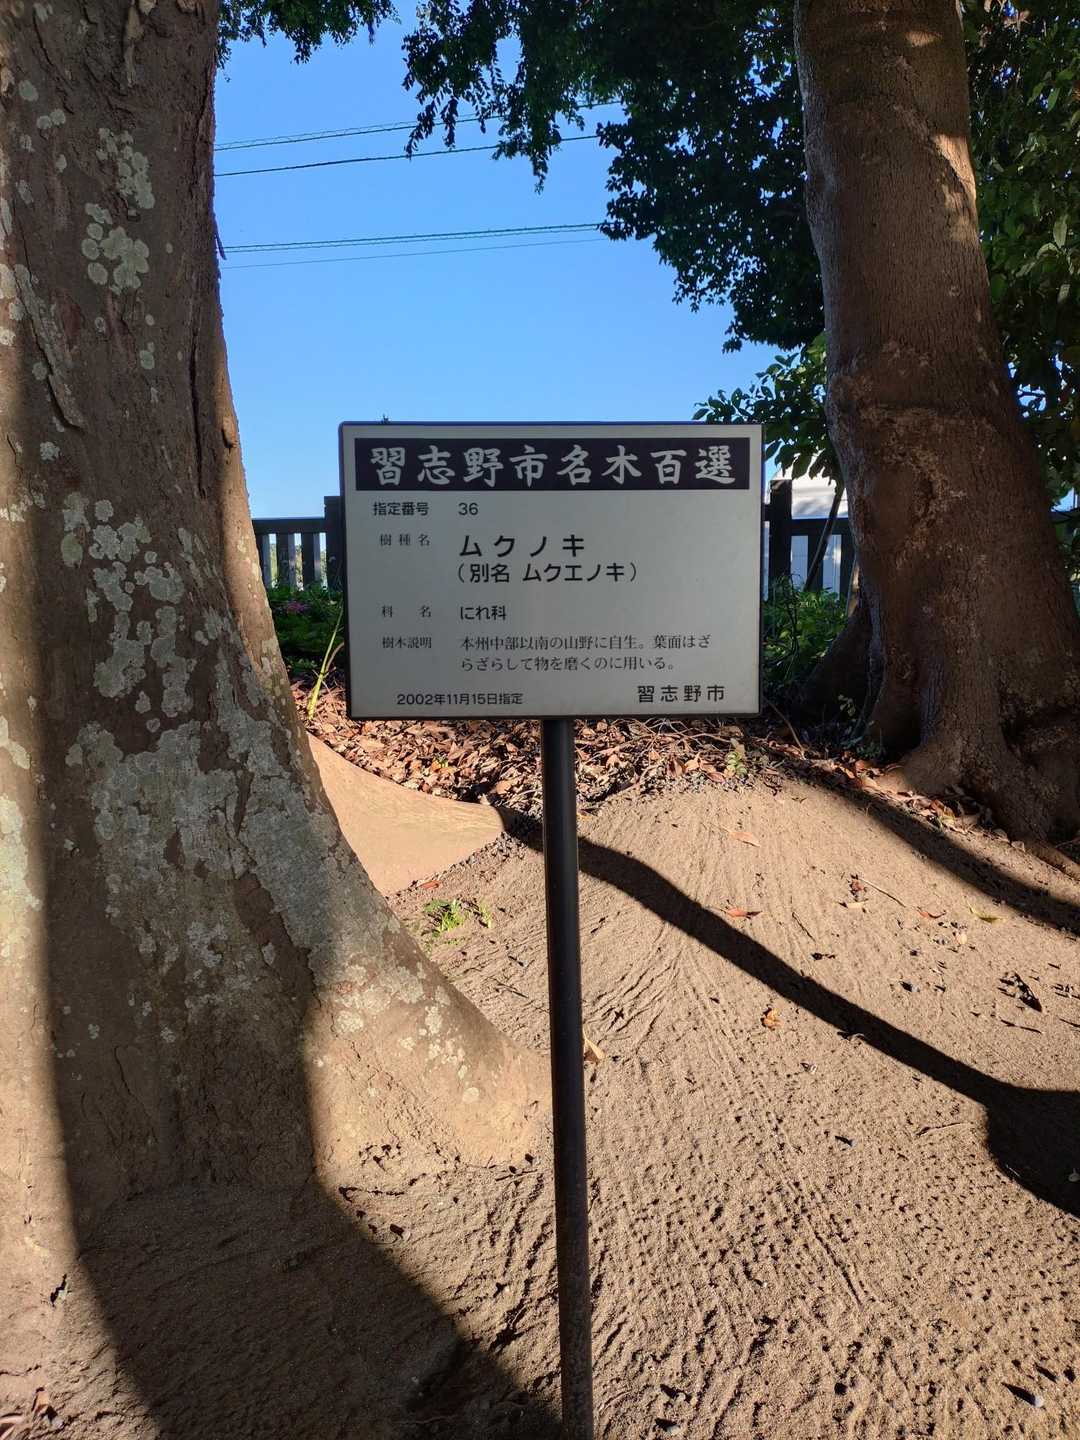 習志野市名木百選
指定番号 36
樹種名 ムクノキ
(別名 ムクエノキ)
科名 にれ科
樹木説明 本州中部以南の山野に自生。葉面はざ
らざらして物を磨くのに用いる。
2002年11月15日指定 習志野市